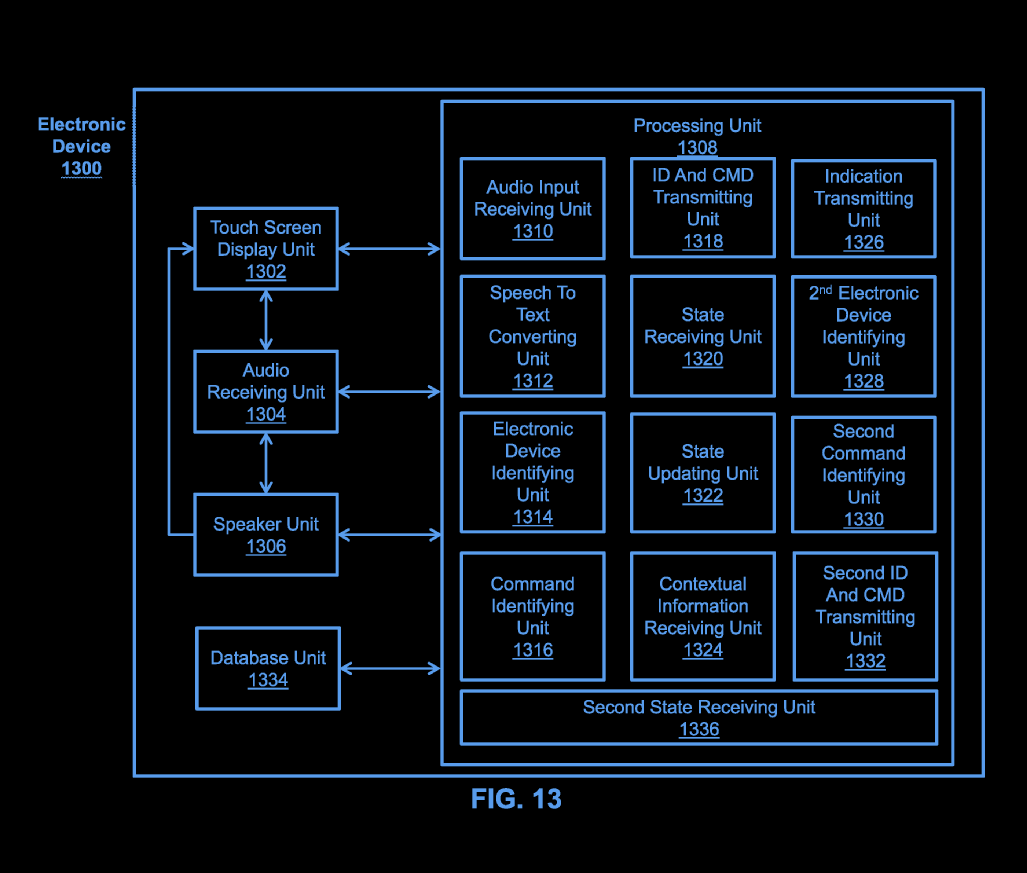 Electronic
Device
1300
Touch Screen
Display Unit
1302
Audio
Receiving Unit
1304
Speaker Unit
1306
Database Unit
1334
Processing Unit
1308
Audio Input
Receiving Unit
1310
ID And CMD
Transmitting
Unit
1318
Indication
Transmitting
Unit
1326
Speech To
Text
Converting
Unit
1312
State
Receiving Unit
1320
2nd Electronic
Device
Identifying
Unit
1328
Electronic
Device
Identifying
Unit
1314
State
Updating Unit
1322
Second
Command
Identifying
Unit
1330
Command
Identifying
Unit
1316
Contextual
Information
Receiving Unit
1324
Second ID
And CMD
Transmitting
Unit
1332
Second State Receiving Unit
1336
FIG. 13